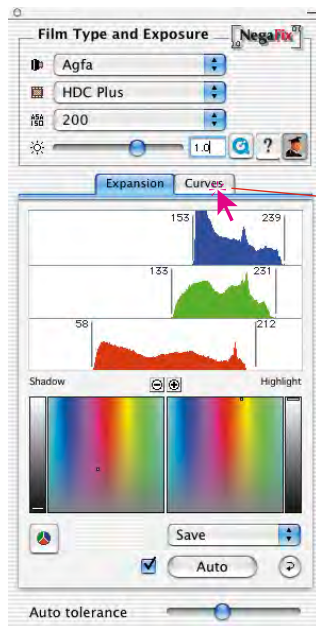 Film Type and Exposure NegaFix
Agfa
HDC Plus
ASA ISO 200
1.0 ?
Expansion Curves
153 239
133 231
58 212
Shadow Highlight
Save
Auto
Auto tolerance